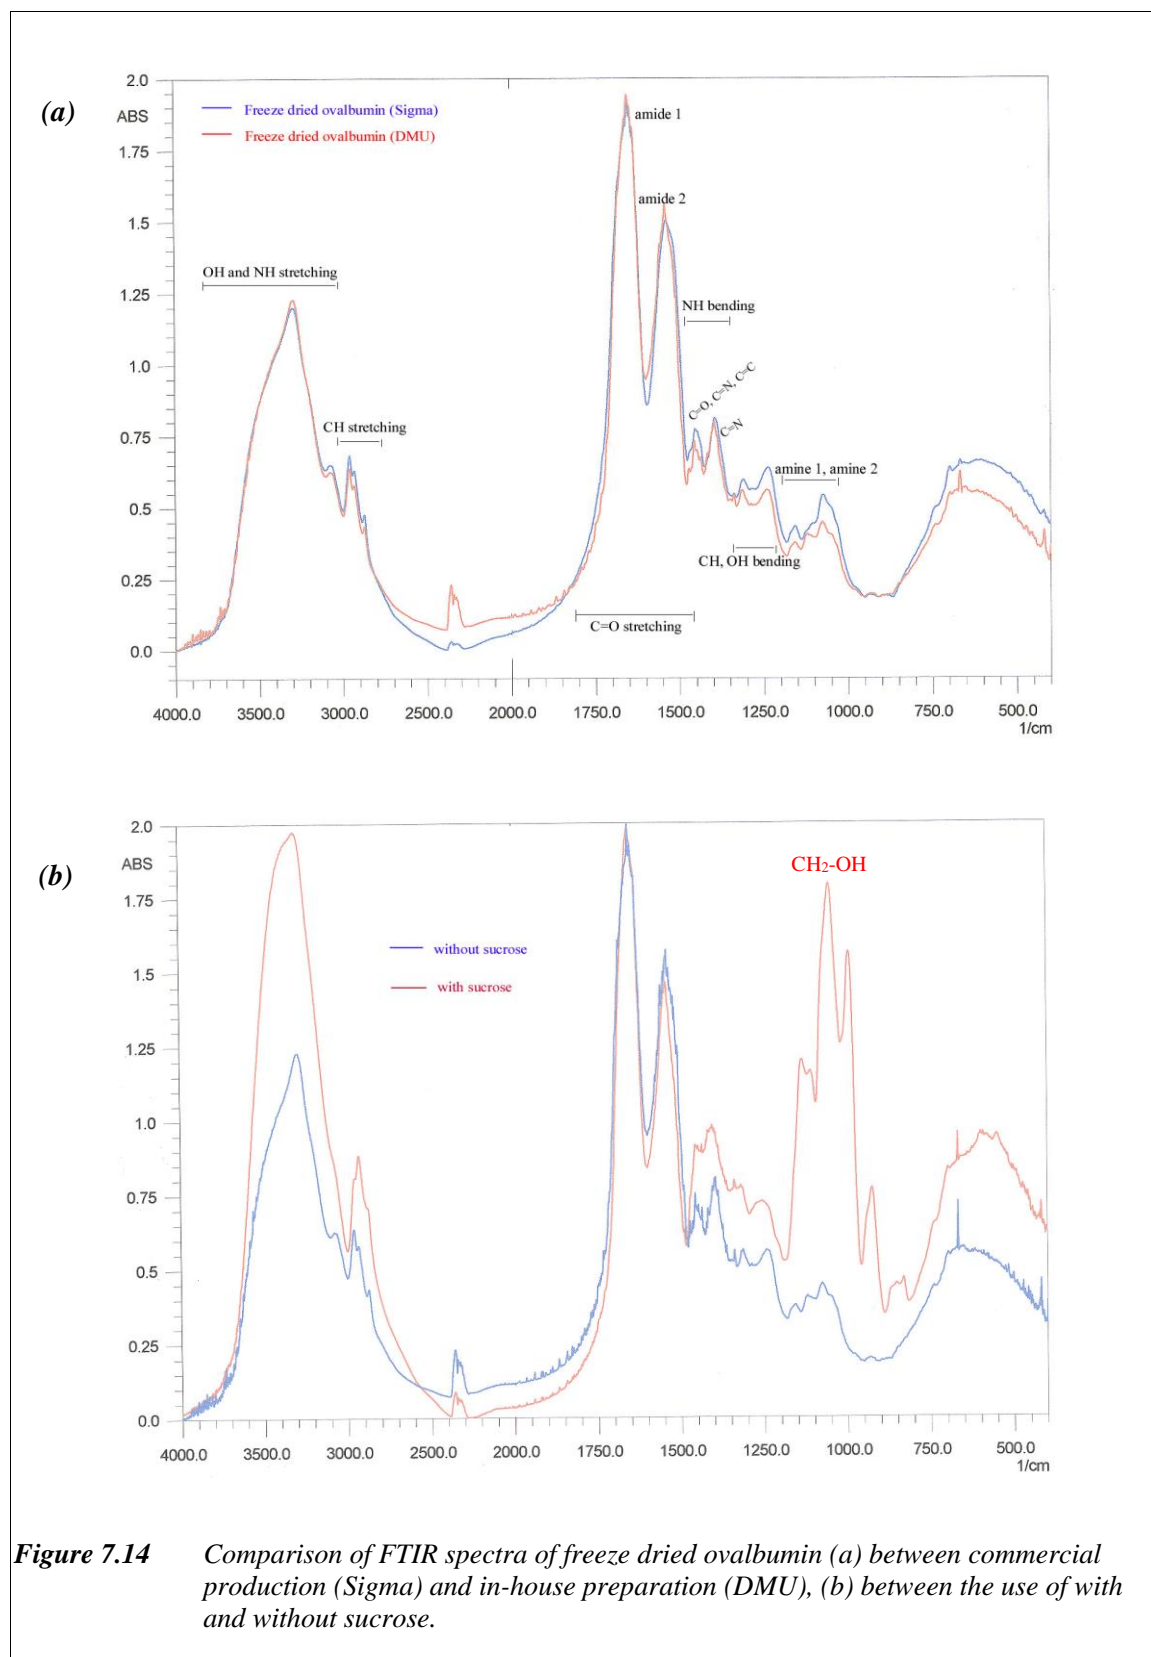 (a)
2.0
ABS
1.75
1.5
1.25
1.0
0.75
0.5
0.25
0.0
Freeze dried ovalbumin (Sigma)
Freeze dried ovalbumin (DMU)
amide 1
amide 2
OH and NH stretching
NH bending
C=O, C=N, C=C
C=N
CH stretching
amine 1, amine 2
CH, OH bending
C=O stretching
4000.0 3500.0 3000.0 2500.0 2000.0 1750.0 1500.0 1250.0 1000.0 750.0 500.0
1/cm
(b)
2.0
ABS
1.75
1.5
1.25
1.0
0.75
0.5
0.25
0.0
CH2-OH
without sucrose
with sucrose
4000.0 3500.0 3000.0 2500.0 2000.0 1750.0 1500.0 1250.0 1000.0 750.0 500.0
1/cm
Figure 7.14 Comparison of FTIR spectra of freeze dried ovalbumin (a) between commercial
production (Sigma) and in-house preparation (DMU), (b) between the use of with
and without sucrose.